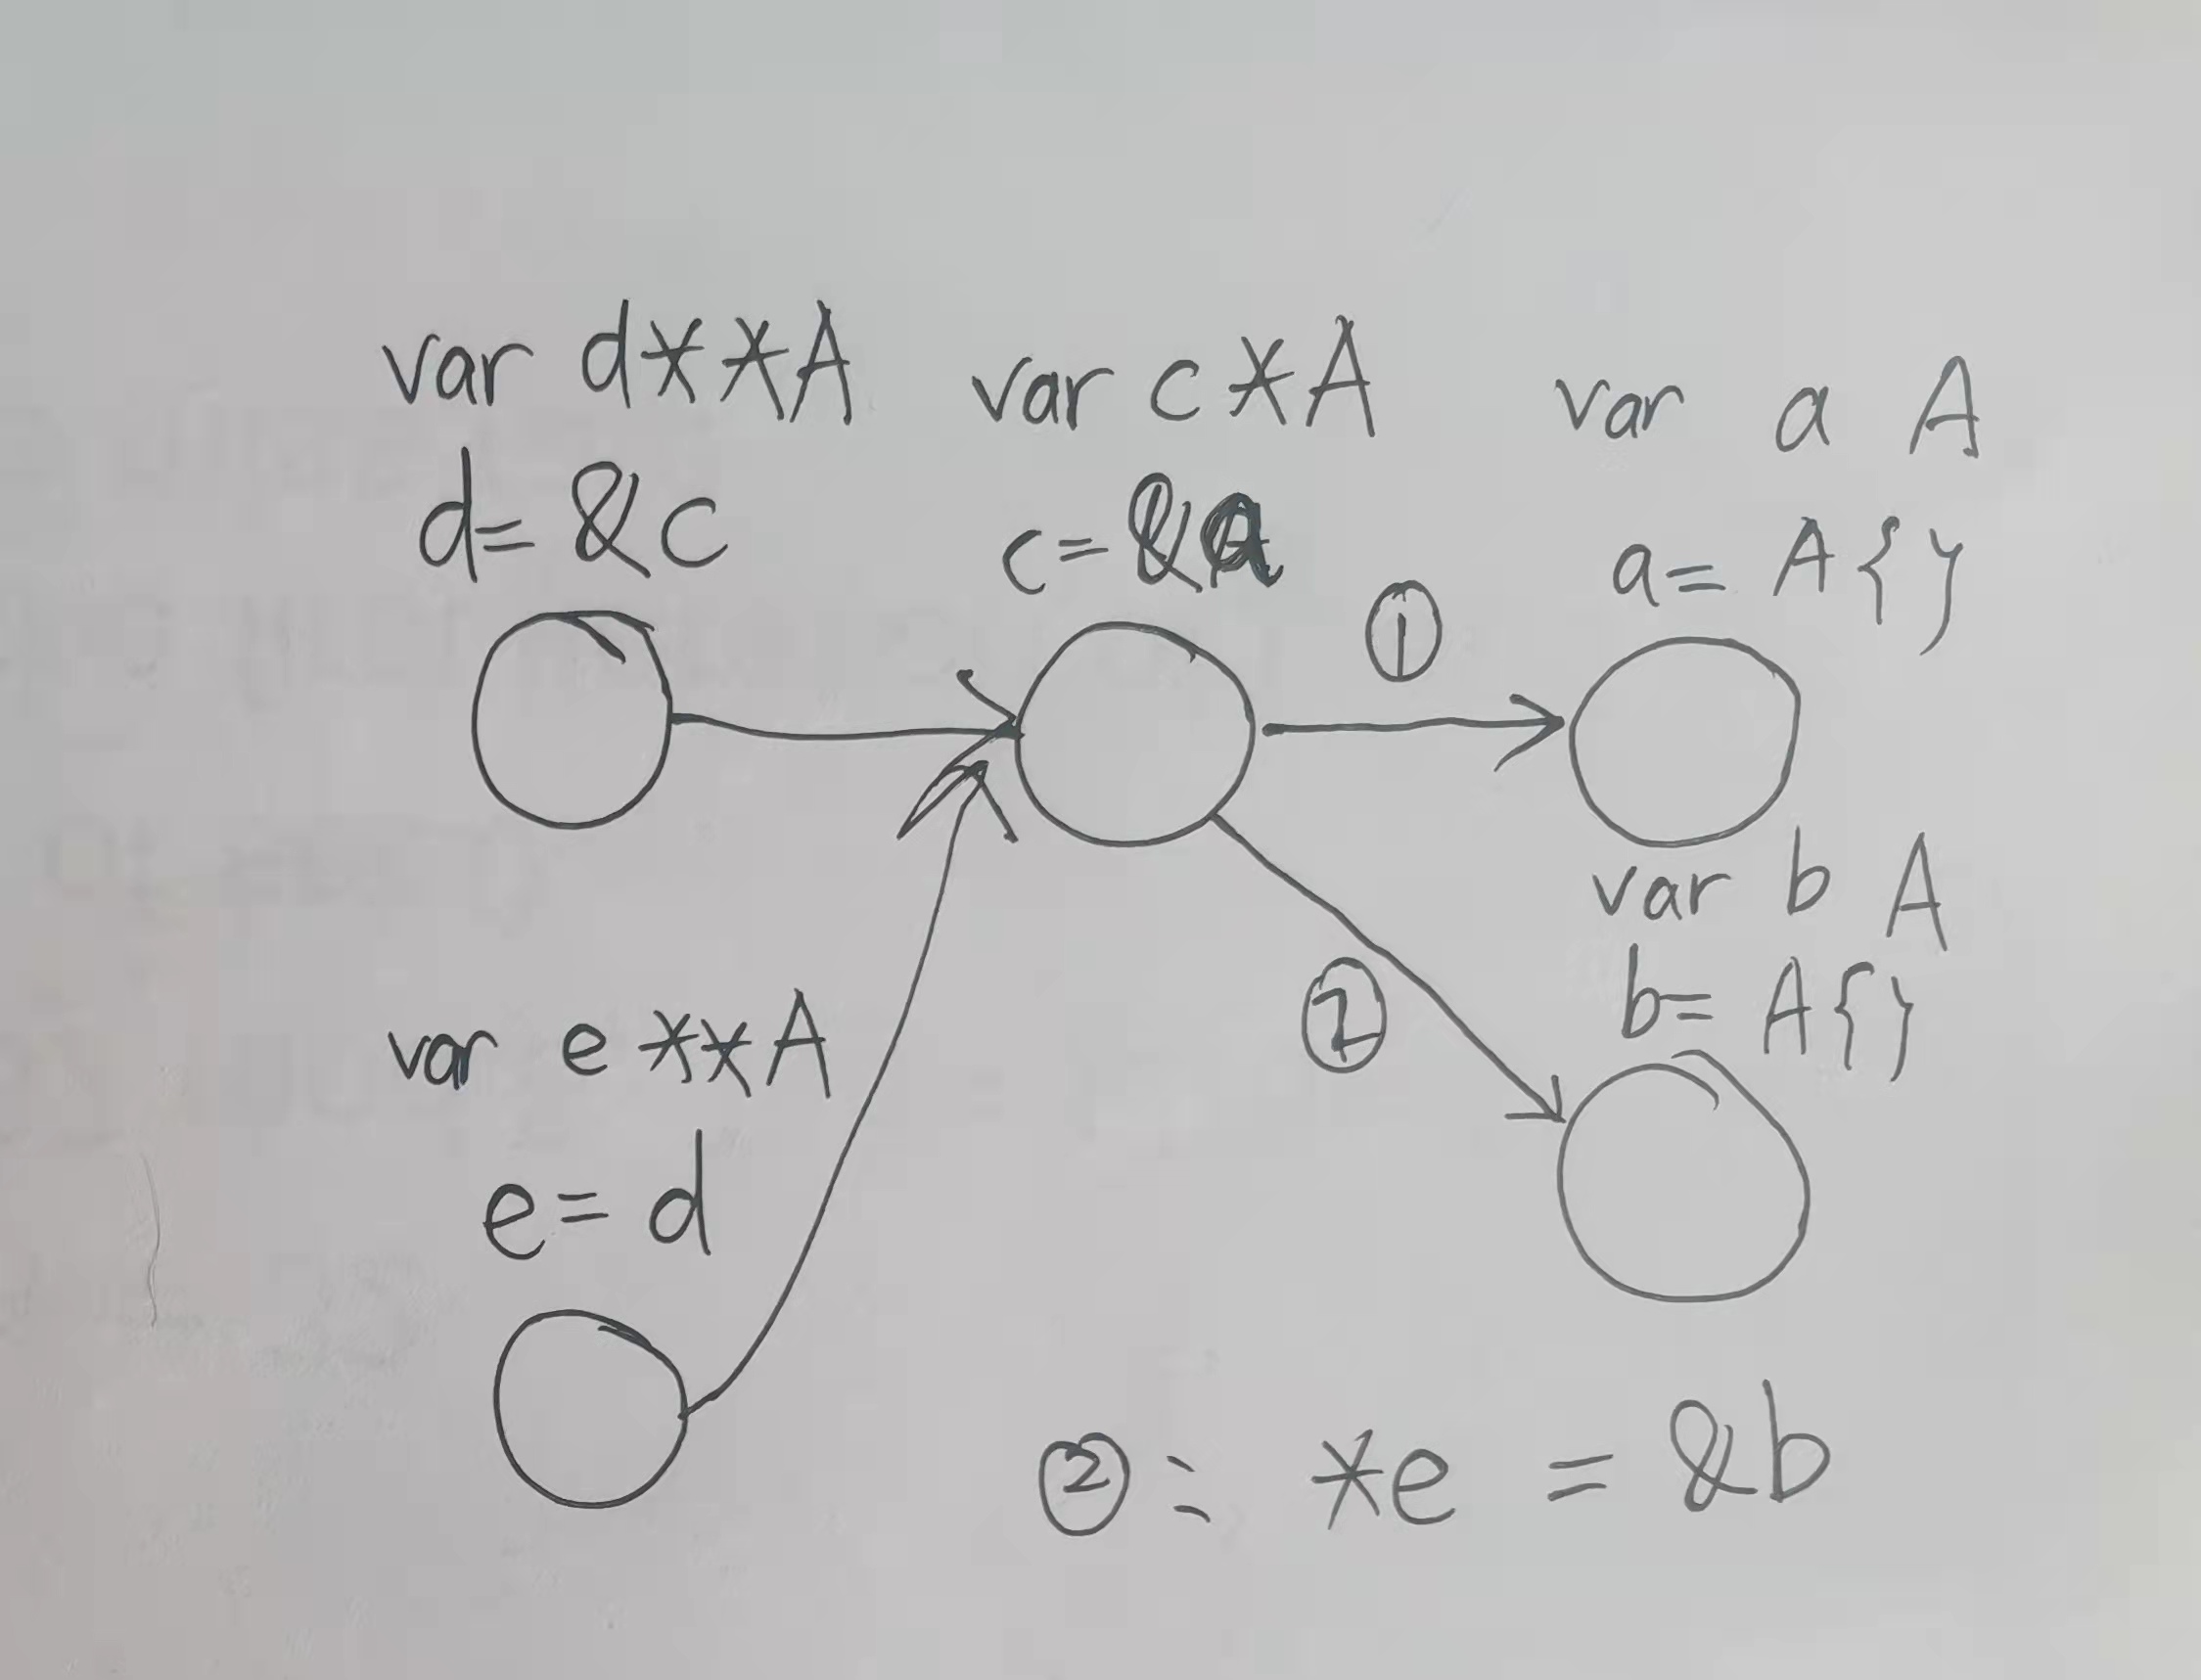 var d**A
d= &c
var c*A
c=&a
var a A
a= A{}
①
var b A
b= A{}
②
var e **A
e= d
②: *e = &b